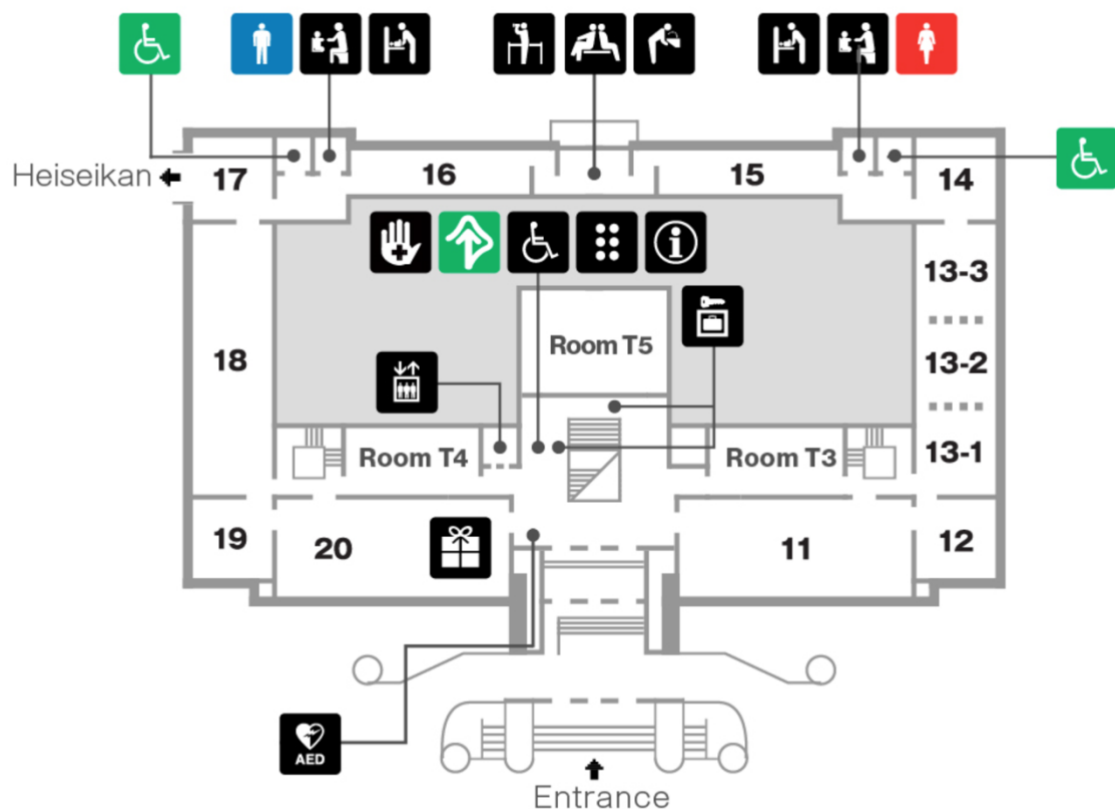 Heiseikan
17
16
15
14
13-3
Room T5
18
13-2
Room T4
Room T3
13-1
19
20
11
12
AED
Entrance